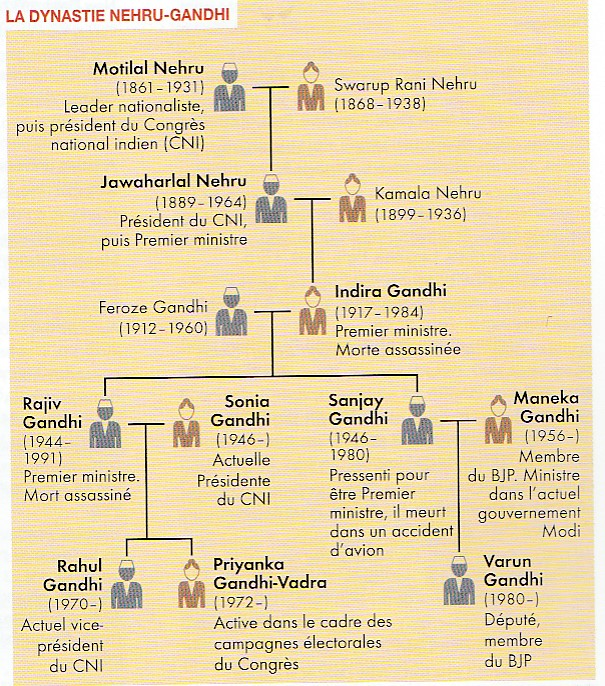 LA DYNASTIE NEHRU-GANDHI
Motilal Nehru
(1861–1931)
Leader nationaliste,
puis président du Congrès
national indien (CNI)
Swarup Rani Nehru
(1868–1938)
Jawaharlal Nehru
(1889–1964)
Président du CNI,
puis Premier ministre
Kamala Nehru
(1899–1936)
Feroze Gandhi
(1912–1960)
Indira Gandhi
(1917–1984)
Premier ministre.
Morte assassinée
Rajiv
Gandhi
(1944–
1991)
Premier ministre.
Mort assassiné
Sonia
Gandhi
(1946–)
Actuelle
Présidente
du CNI
Sanjay
Gandhi
(1946–
1980)
Pressenti pour
être Premier
ministre, il meurt
dans un accident
d'avion
Maneka
Gandhi
(1956–)
Membre
du BJP. Ministre
dans l'actuel
gouvernement
Modi
Rahul
Gandhi
(1970–)
Actuel vice-
président
du CNI
Priyanka
Gandhi-Vadra
(1972–)
Active dans le cadre des
campagnes électorales
du Congrès
Varun
Gandhi
(1980–)
Député,
membre
du BJP